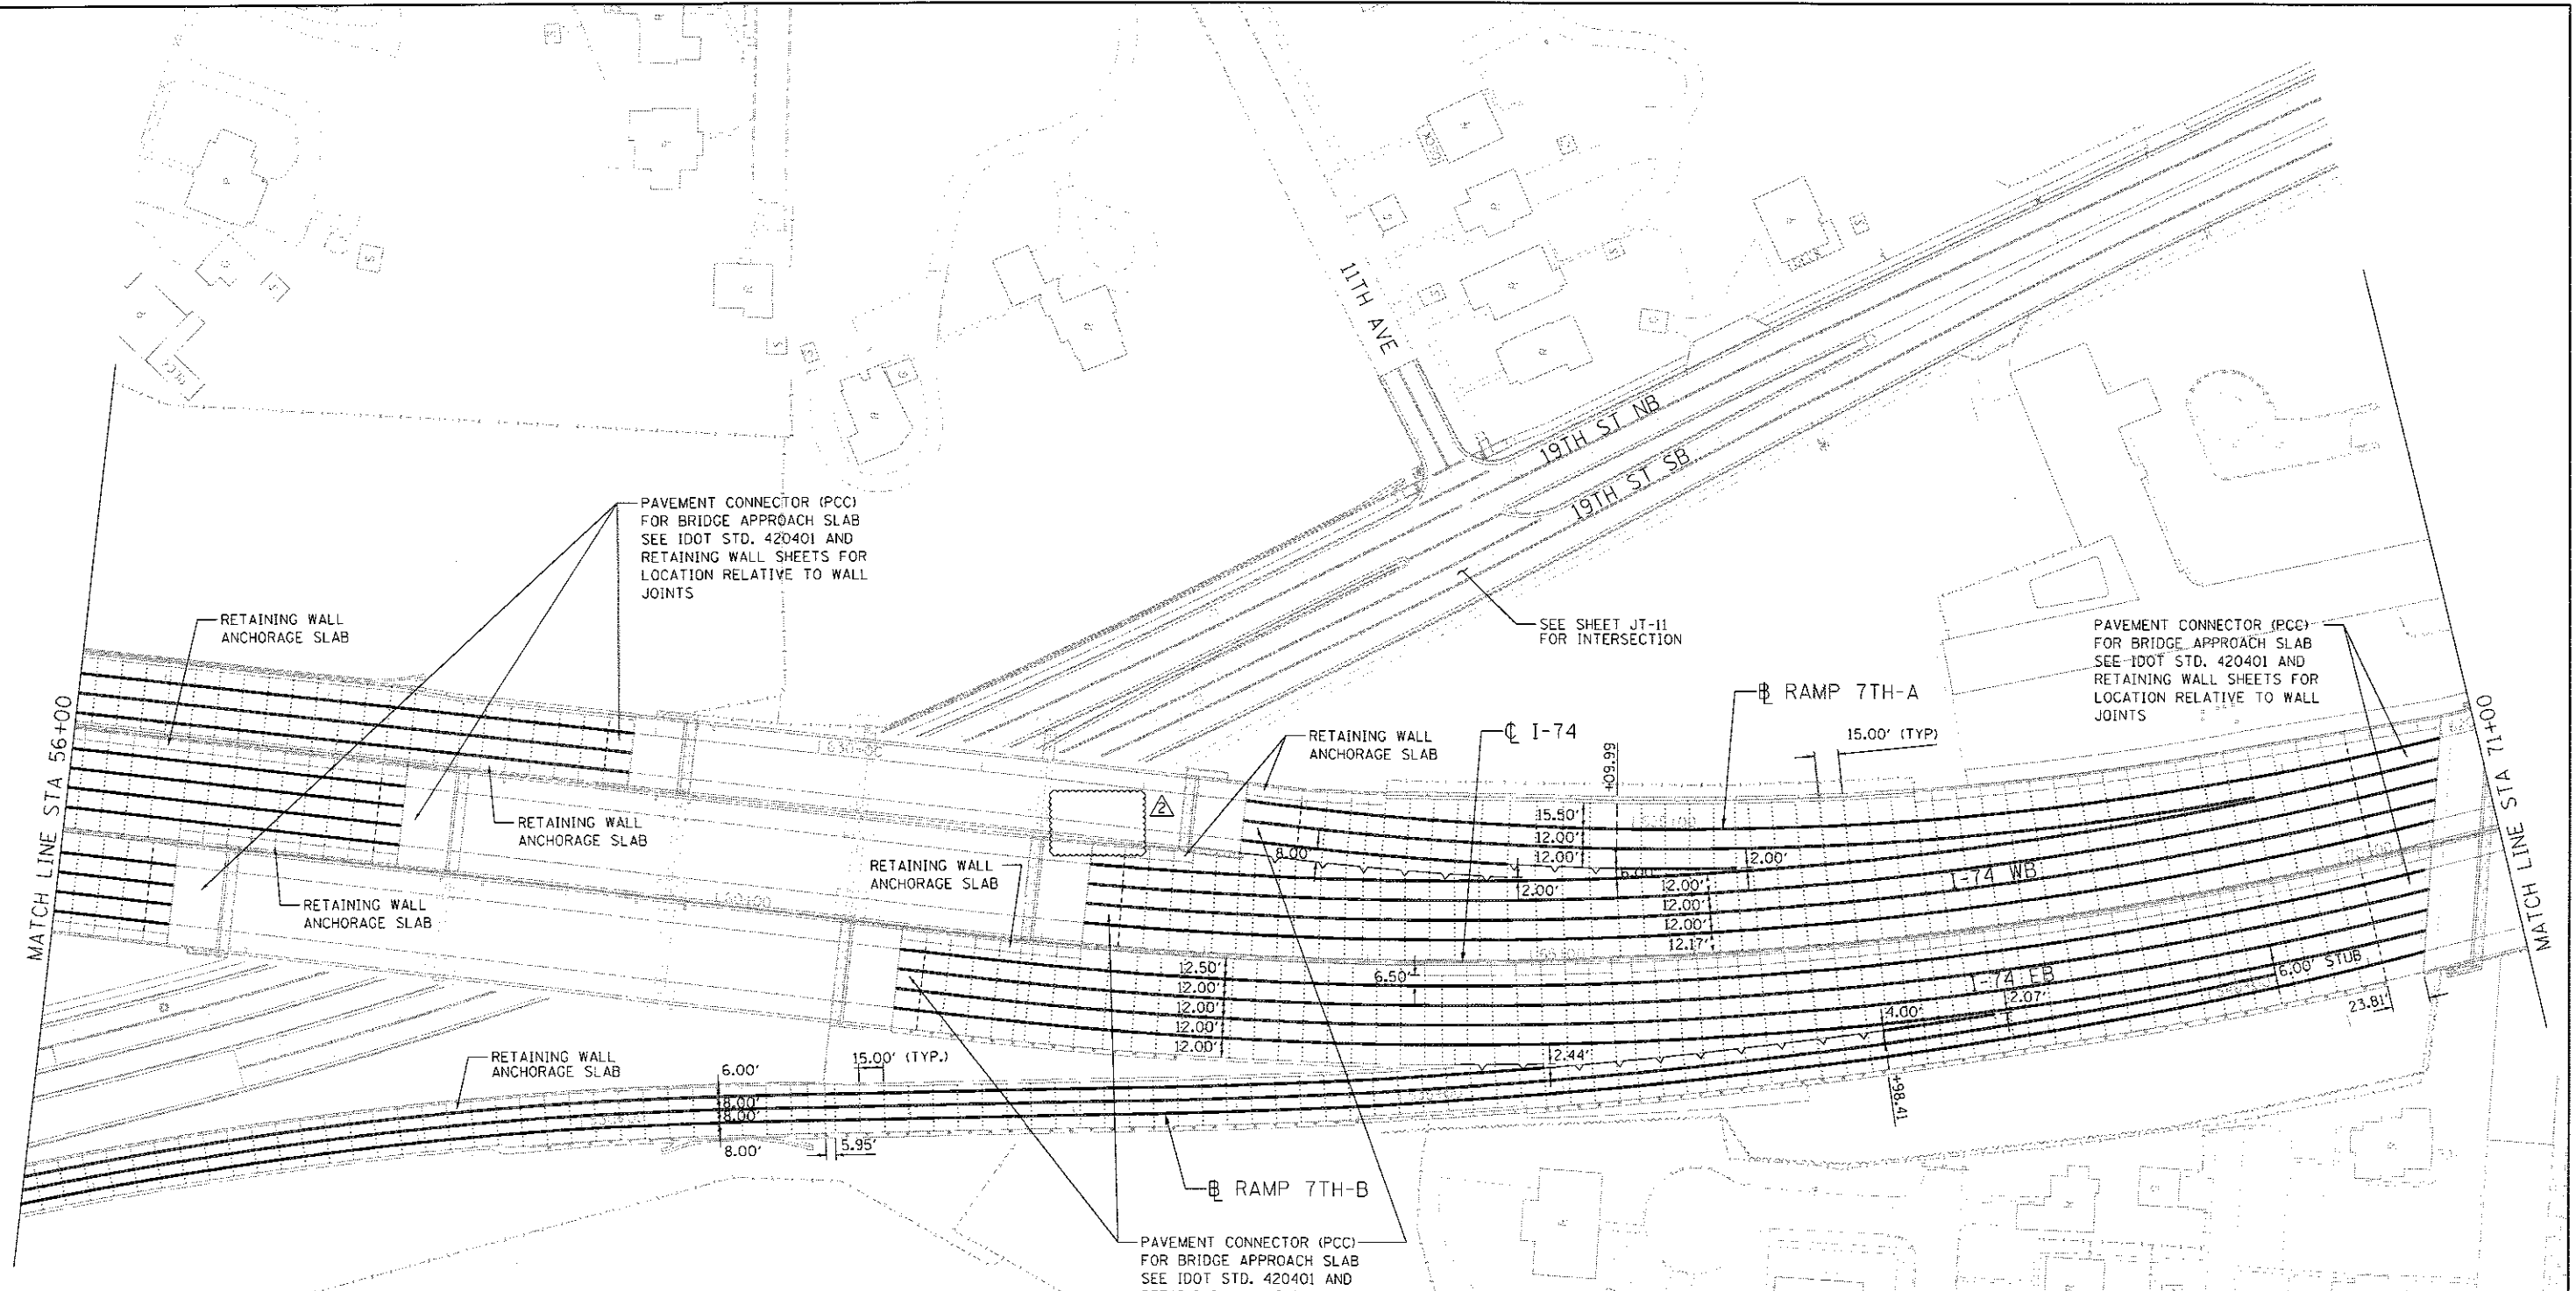 11TH AVE
19TH ST NB
19TH ST SB
PAVEMENT CONNECTOR (PCC)
FOR BRIDGE APPROACH SLAB
SEE IDOT STD. 420401 AND
RETAINING WALL SHEETS FOR
LOCATION RELATIVE TO WALL
JOINTS
RETAINING WALL
ANCHORAGE SLAB
SEE SHEET JT-11
FOR INTERSECTION
PAVEMENT CONNECTOR (PCC)
FOR BRIDGE APPROACH SLAB
SEE IDOT STD. 420401 AND
RETAINING WALL SHEETS FOR
LOCATION RELATIVE TO WALL
JOINTS
MATCH LINE STA 56+00
MATCH LINE STA 71+00
℄ I-74
RETAINING WALL
ANCHORAGE SLAB
RAMP 7TH-A
+09.99
15.00' (TYP)
2
15.50'
12.00'
12.00'
8.00'
2.00'
2.00'
6.00'
12.00'
12.00'
12.00'
12.17'
I-74 WB
RETAINING WALL
ANCHORAGE SLAB
RETAINING WALL
ANCHORAGE SLAB
RETAINING WALL
ANCHORAGE SLAB
12.50'
12.00'
12.00'
12.00'
12.00'
6.50'
I-74 EB
6.00' STUB
23.81'
2.07'
4.00'
2.44'
+98.41
RETAINING WALL
ANCHORAGE SLAB
6.00'
8.00'
8.00'
8.00'
15.00' (TYP.)
5.95'
RAMP 7TH-B
PAVEMENT CONNECTOR (PCC)
FOR BRIDGE APPROACH SLAB
SEE IDOT STD. 420401 AND